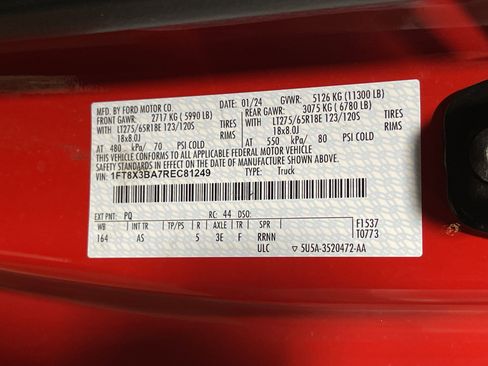 MFD. BY FORD MOTOR CO.
DATE: 01/24 GVWR: 5126 KG (11300 LB)
FRONT GAWR: 2717 KG ( 5990 LB) REAR GAWR: 3075 KG ( 6780 LB)
WITH TIRES WITH TIRES
LT275/65R18E 123/120S LT275/65R18E 123/120S
18x8.0J RIMS 18x8.0J RIMS
AT 480 kPa/ 70 PSI COLD AT 550 kPa/ 80 PSI COLD
THIS VEHICLE CONFORMS TO ALL APPLICABLE FEDERAL MOTOR VEHICLE
SAFETY STANDARDS IN EFFECT ON THE DATE OF MANUFACTURE SHOWN ABOVE.
VIN: 1FT8X3BA7REC81249 TYPE: Truck
EXT PNT: PQ RC: 44 DSO:
WB INT TR TP/PS R AXLE TR SPR F1537
164 AS 5 3E F RRNN T0773
ULC 5U5A-3520472-AA